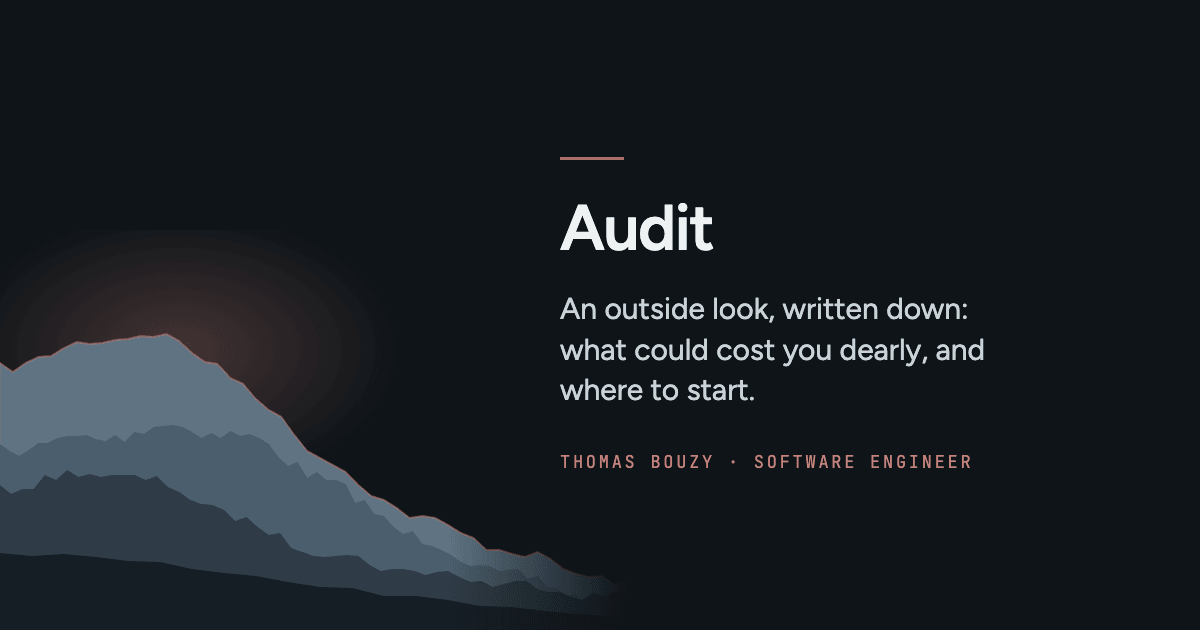 Audit
An outside look, written down:
what could cost you dearly, and
where to start.
THOMAS BOUZY · SOFTWARE ENGINEER